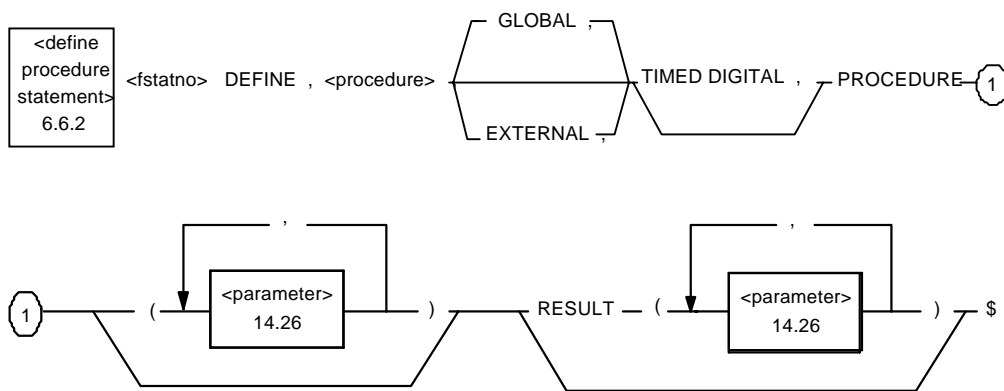 <define
procedure
statement>
6.6.2
<fstatno> DEFINE , <procedure>
GLOBAL ,
EXTERNAL ,
TIMED DIGITAL , PROCEDURE 1
1 ( <parameter>
14.26
, ) RESULT ( <parameter>
14.26
, ) $